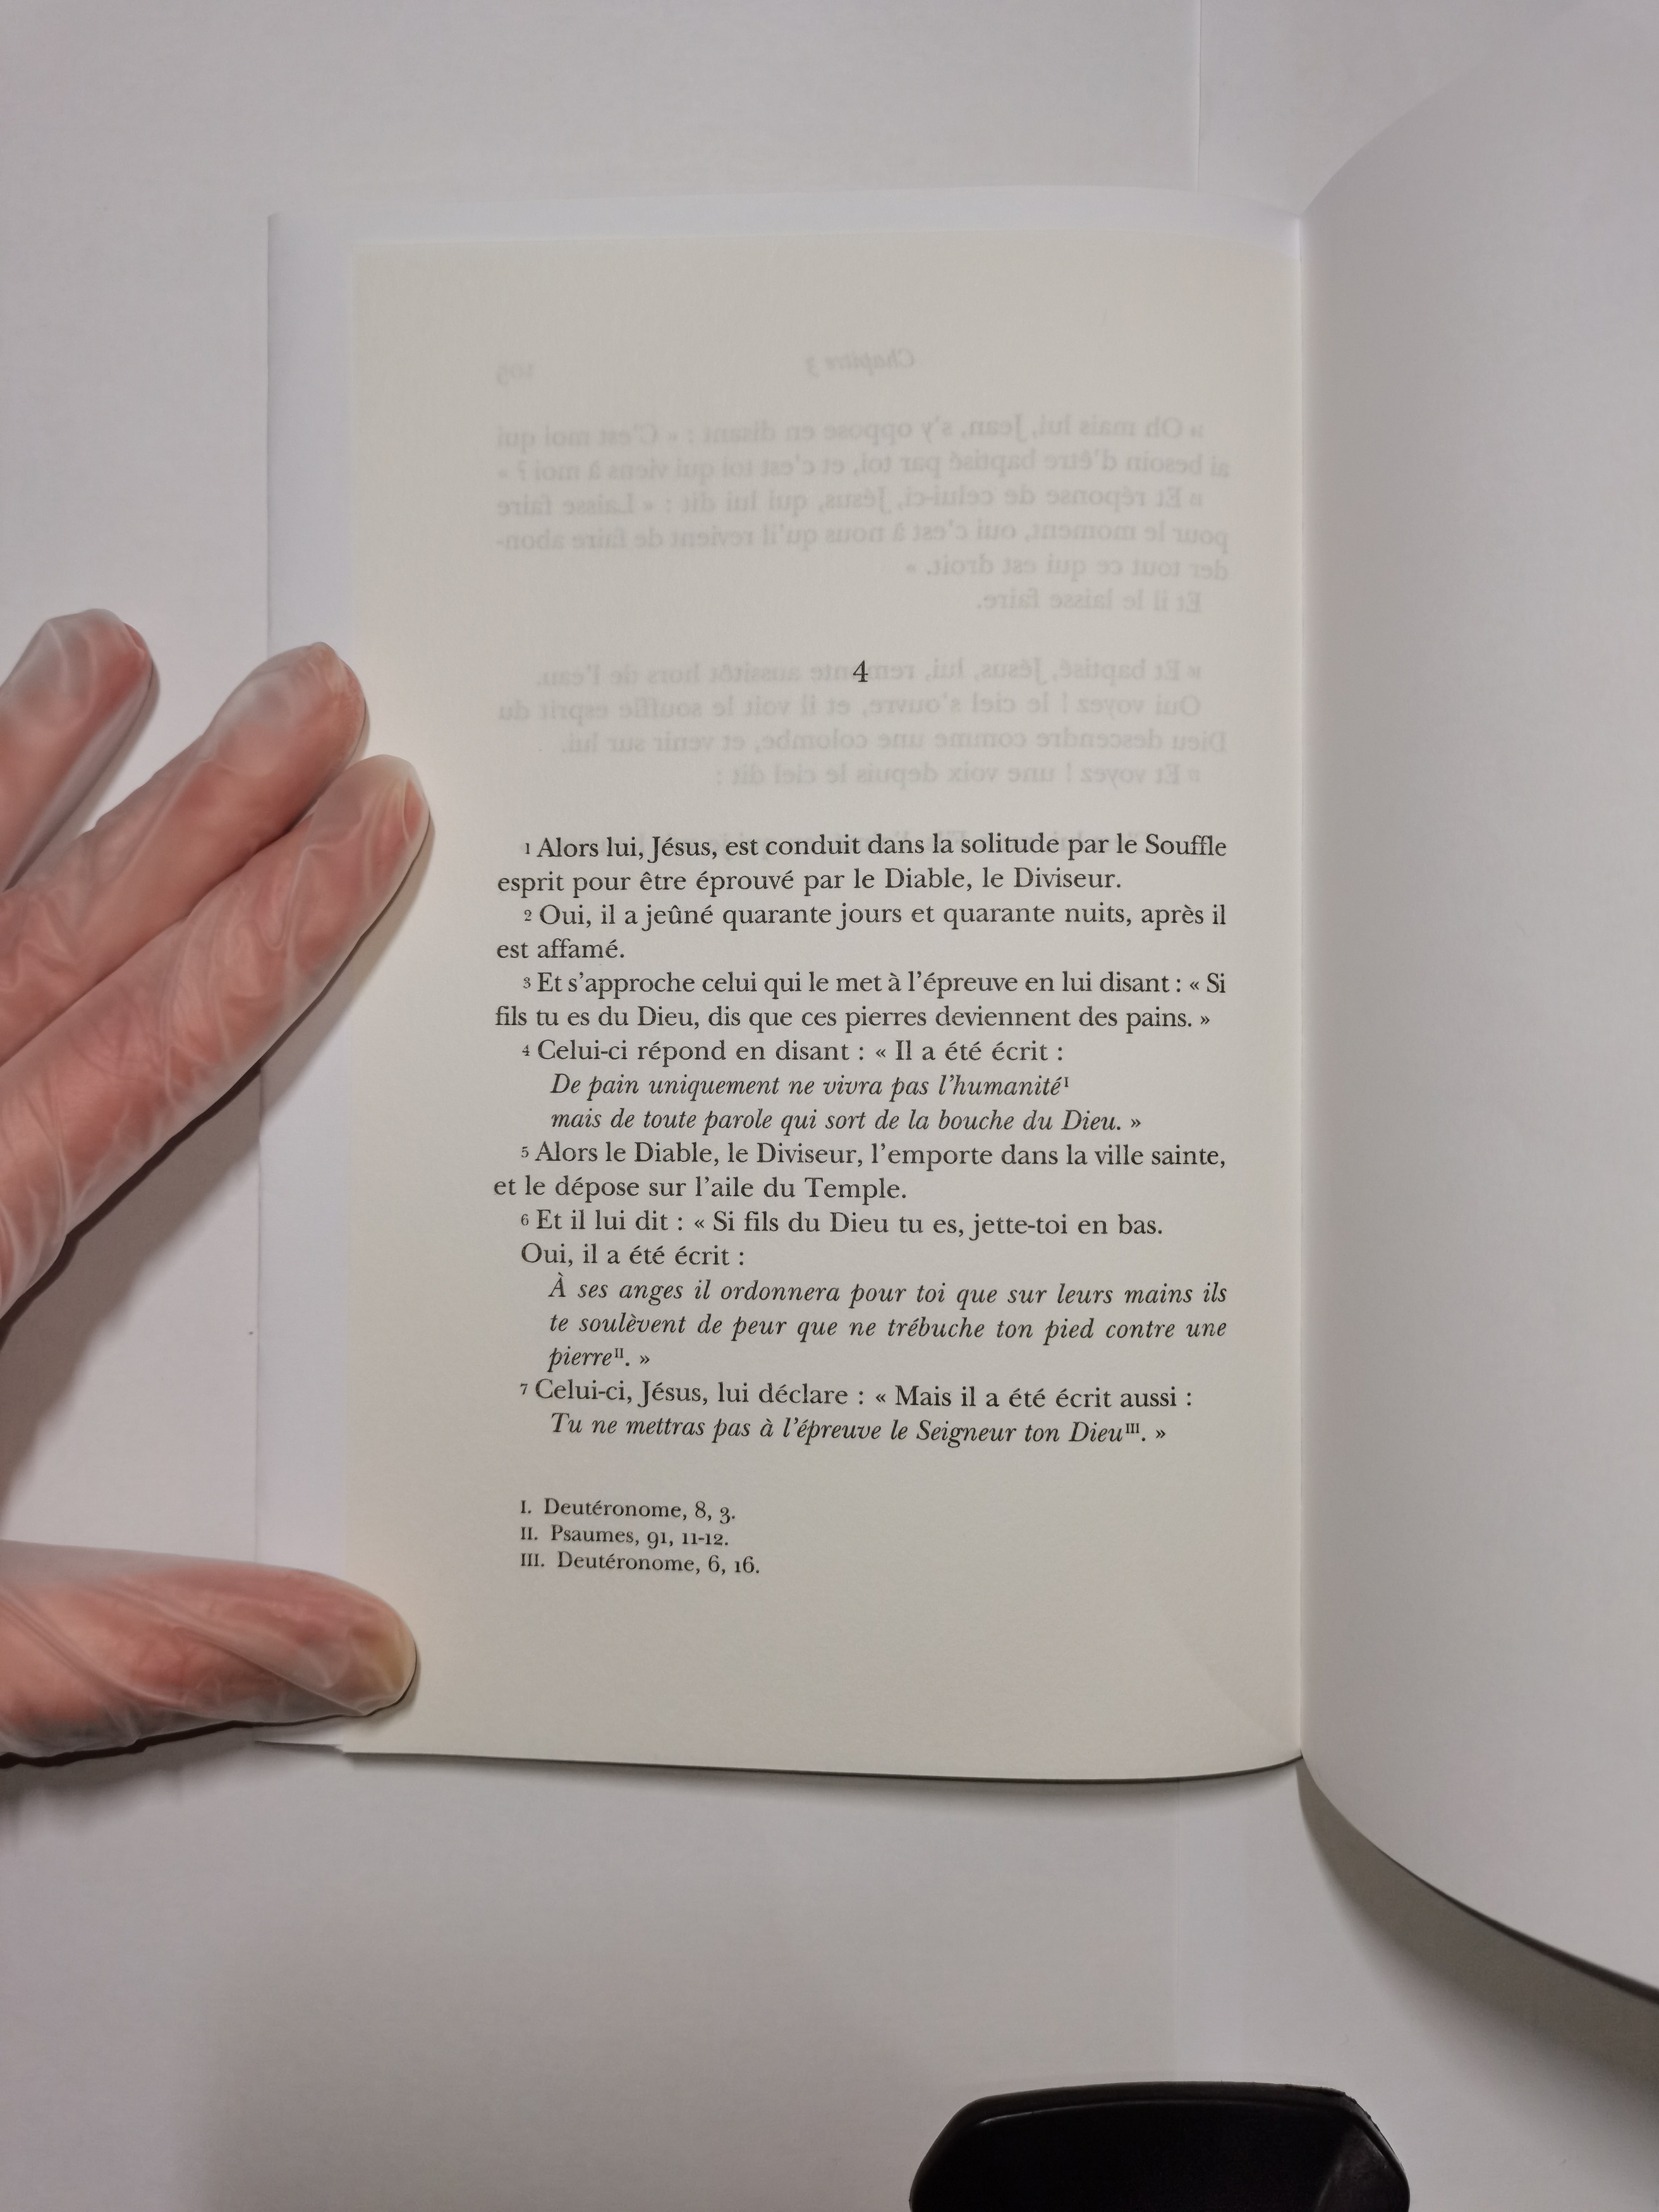 4
1 Alors lui, Jésus, est conduit dans la solitude par le Souffle
esprit pour être éprouvé par le Diable, le Diviseur.
2 Oui, il a jeûné quarante jours et quarante nuits, après il
est affamé.
3 Et s’approche celui qui le met à l’épreuve en lui disant : « Si
fils tu es du Dieu, dis que ces pierres deviennent des pains. »
4 Celui-ci répond en disant : « Il a été écrit :
De pain uniquement ne vivra pas l’humanitéI
mais de toute parole qui sort de la bouche du Dieu. »
5 Alors le Diable, le Diviseur, l’emporte dans la ville sainte,
et le dépose sur l’aile du Temple.
6 Et il lui dit : « Si fils du Dieu tu es, jette-toi en bas.
Oui, il a été écrit :
À ses anges il ordonnera pour toi que sur leurs mains ils
te soulèvent de peur que ne trébuche ton pied contre une
pierreII. »
7 Celui-ci, Jésus, lui déclare : « Mais il a été écrit aussi :
Tu ne mettras pas à l’épreuve le Seigneur ton DieuIII. »
I. Deutéronome, 8, 3.
II. Psaumes, 91, 11-12.
III. Deutéronome, 6, 16.